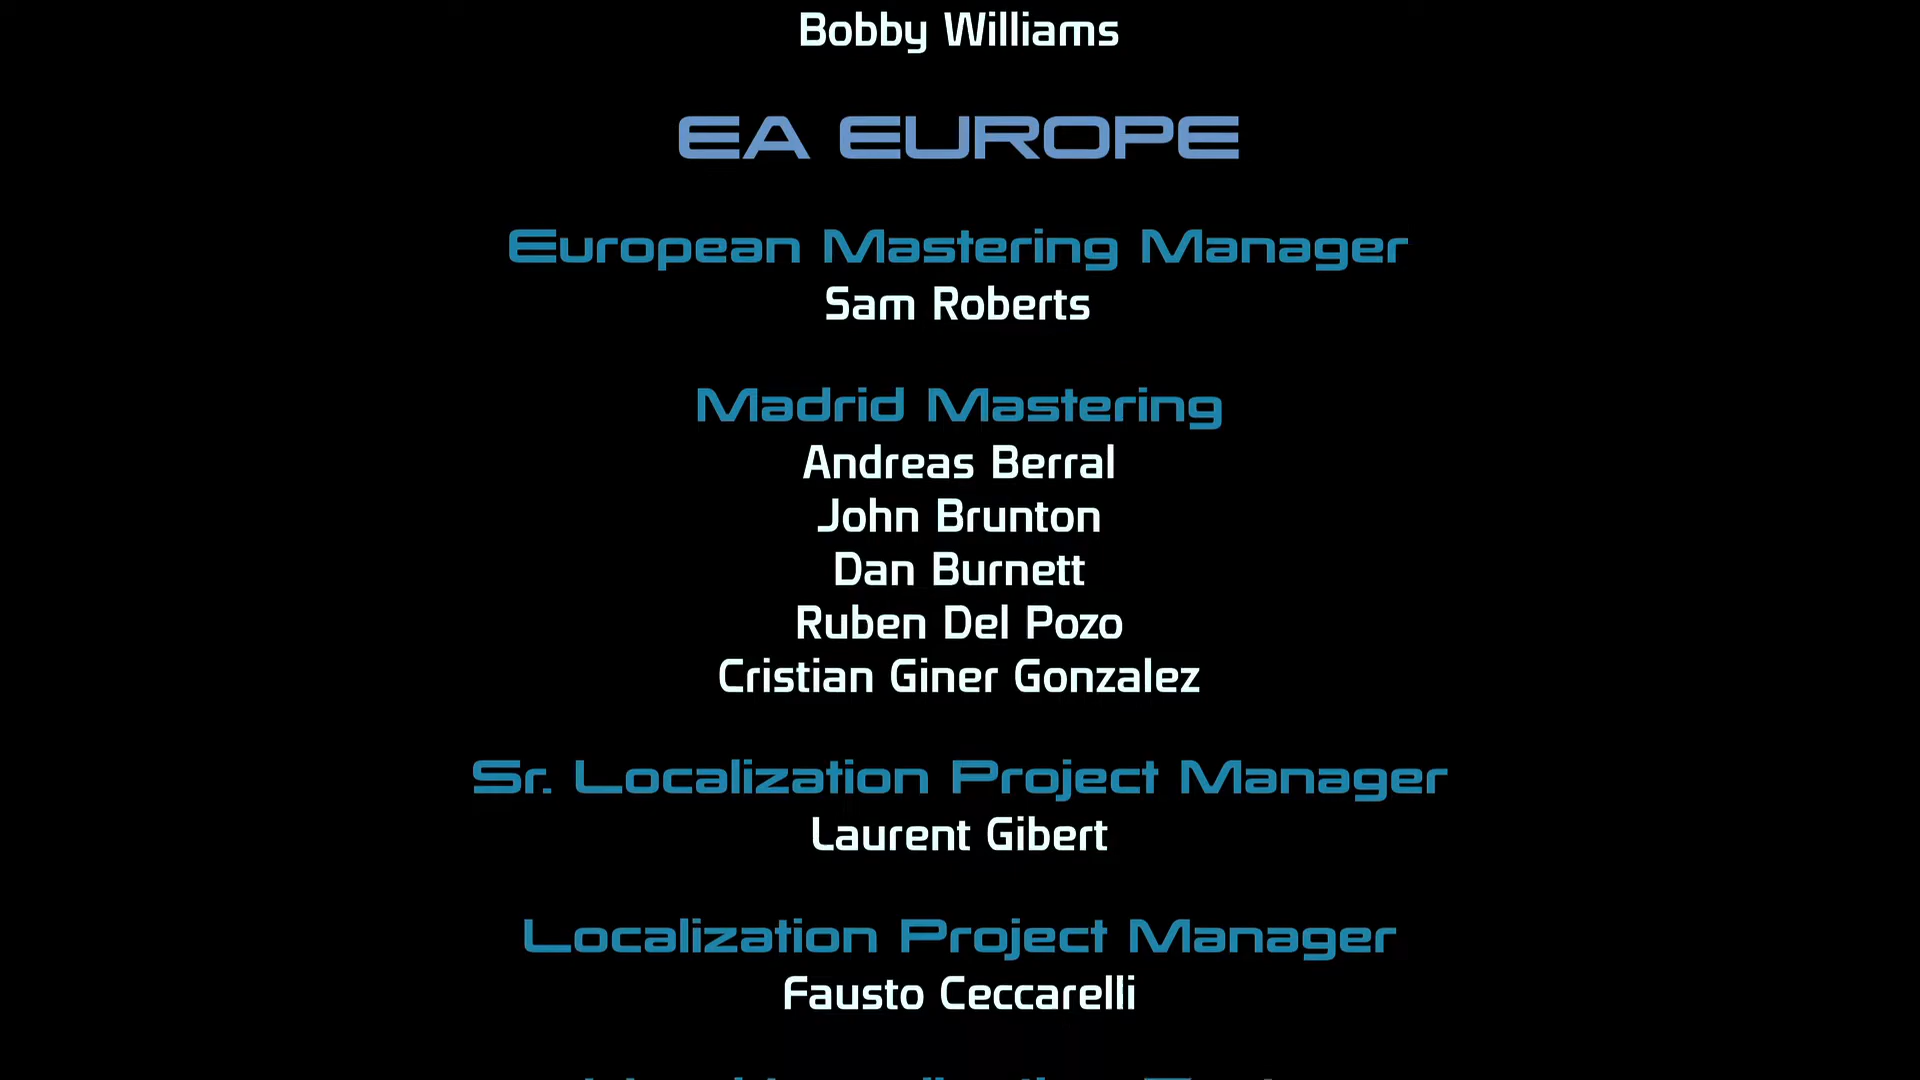 Bobby Williams
EA EUROPE
European Mastering Manager
Sam Roberts
Madrid Mastering
Andreas Berral
John Brunton
Dan Burnett
Ruben Del Pozo
Cristian Giner Gonzalez
Sr. Localization Project Manager
Laurent Gibert
Localization Project Manager
Fausto Ceccarelli